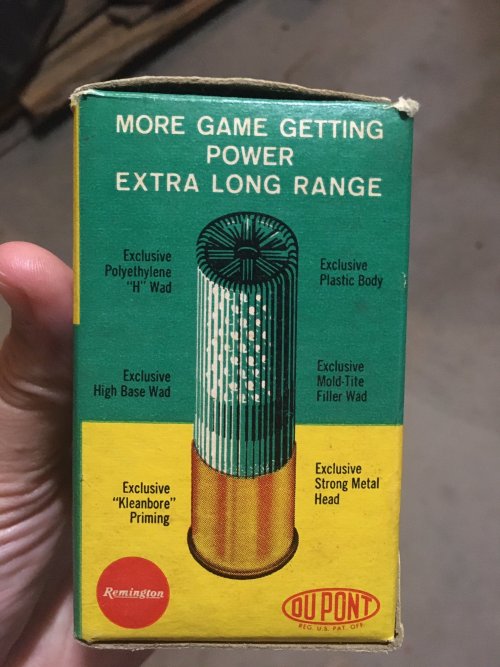 MORE GAME GETTING
POWER
EXTRA LONG RANGE
Exclusive
Polyethylene
"H" Wad
Exclusive
Plastic Body
Exclusive
High Base Wad
Exclusive
Mold-Tite
Filler Wad
Exclusive
"Kleanbore"
Priming
Exclusive
Strong Metal
Head
Remington
DU PONT
REG. U.S. PAT. OFF.